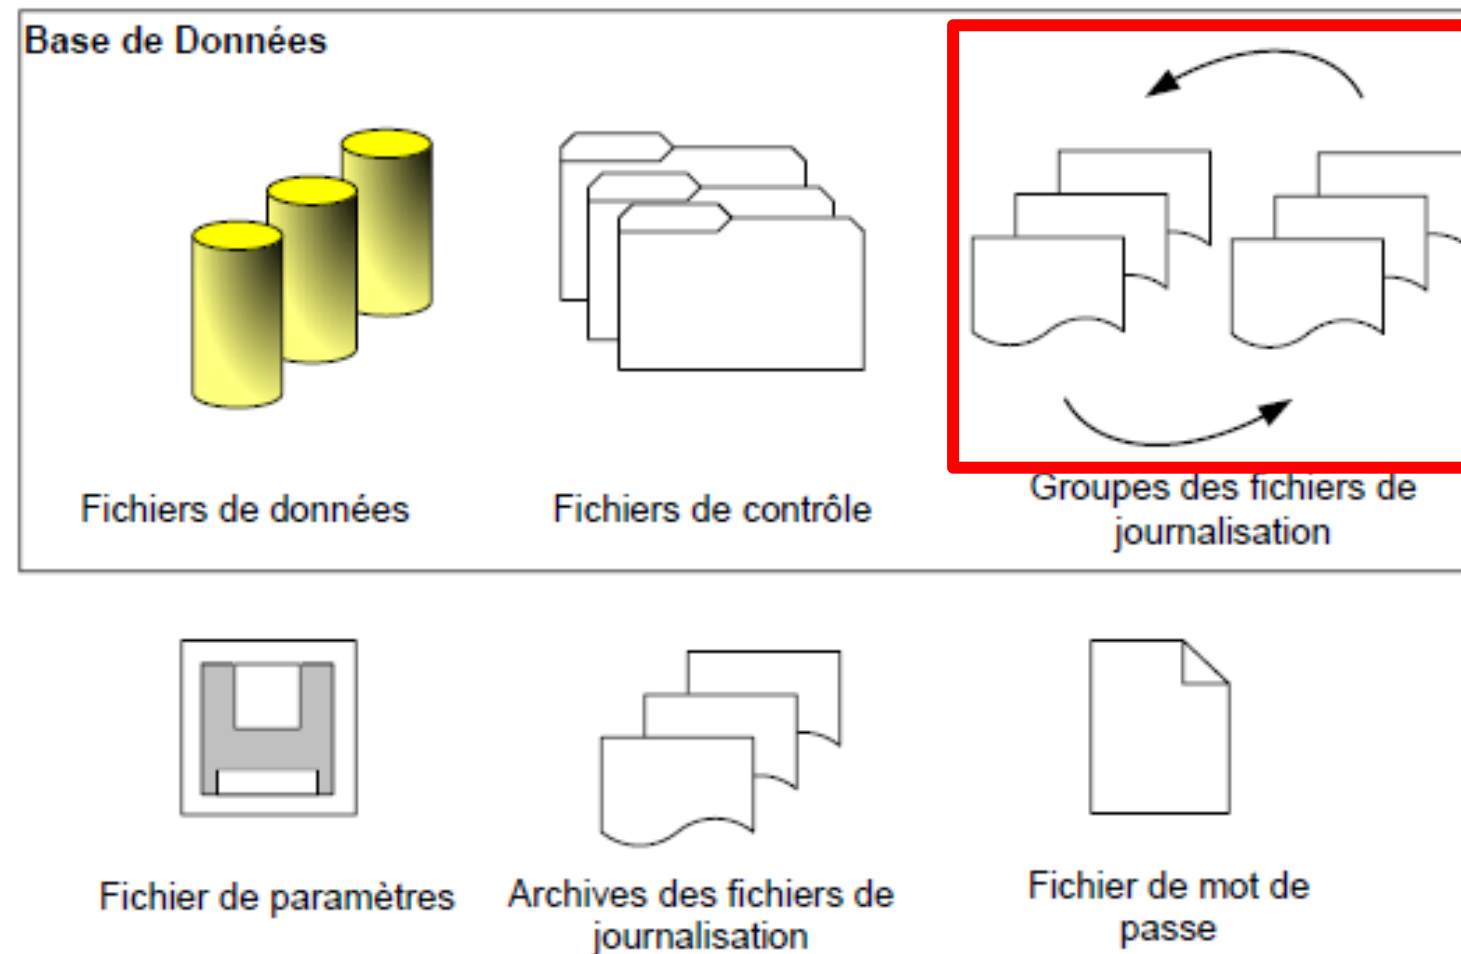 Base de Données
Fichiers de données
Fichiers de contrôle
Groupes des fichiers de
journalisation
Fichier de paramètres
Archives des fichiers de
journalisation
Fichier de mot de
passe